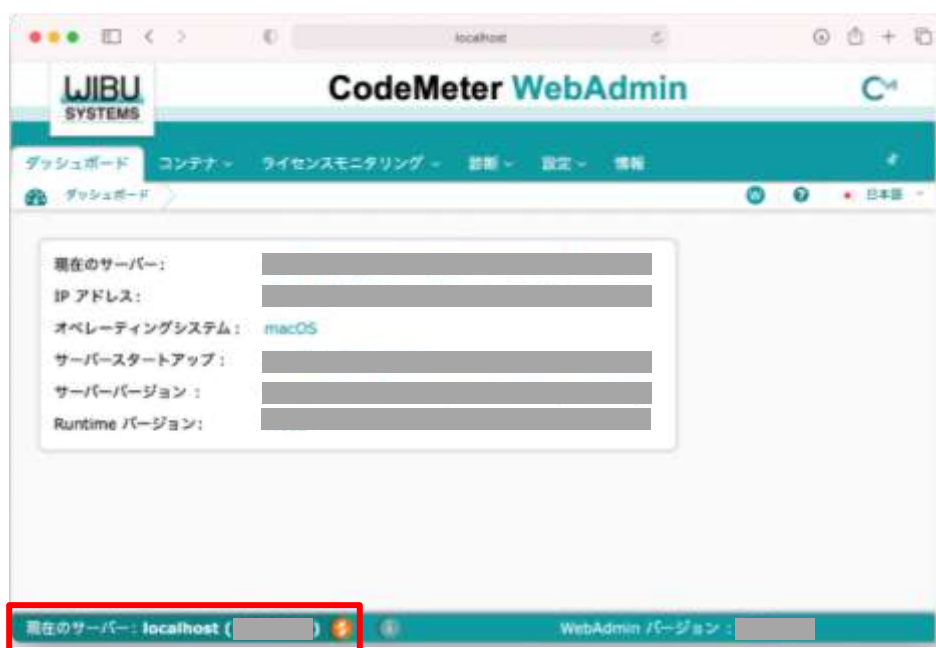 localhost
WIBU
SYSTEMS
CodeMeter WebAdmin
ダッシュボード コンテナ ライセンスモニタリング 診断 設定 情報
ダッシュボード 日本語
現在のサーバー:
IP アドレス:
オペレーティングシステム: macOS
サーバースタートアップ:
サーバーバージョン :
Runtime バージョン:
現在のサーバー: localhost ( ) WebAdmin バージョン :